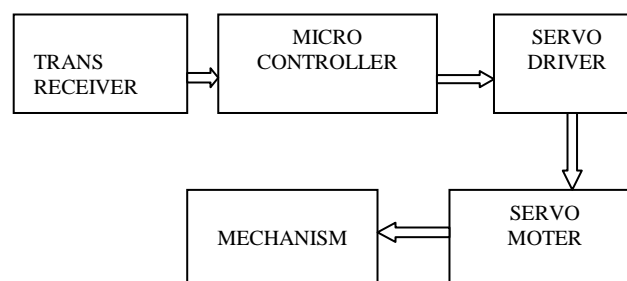 TRANS
RECEIVER
MICRO
CONTROLLER
SERVO
DRIVER
MECHANISM
SERVO
MOTER